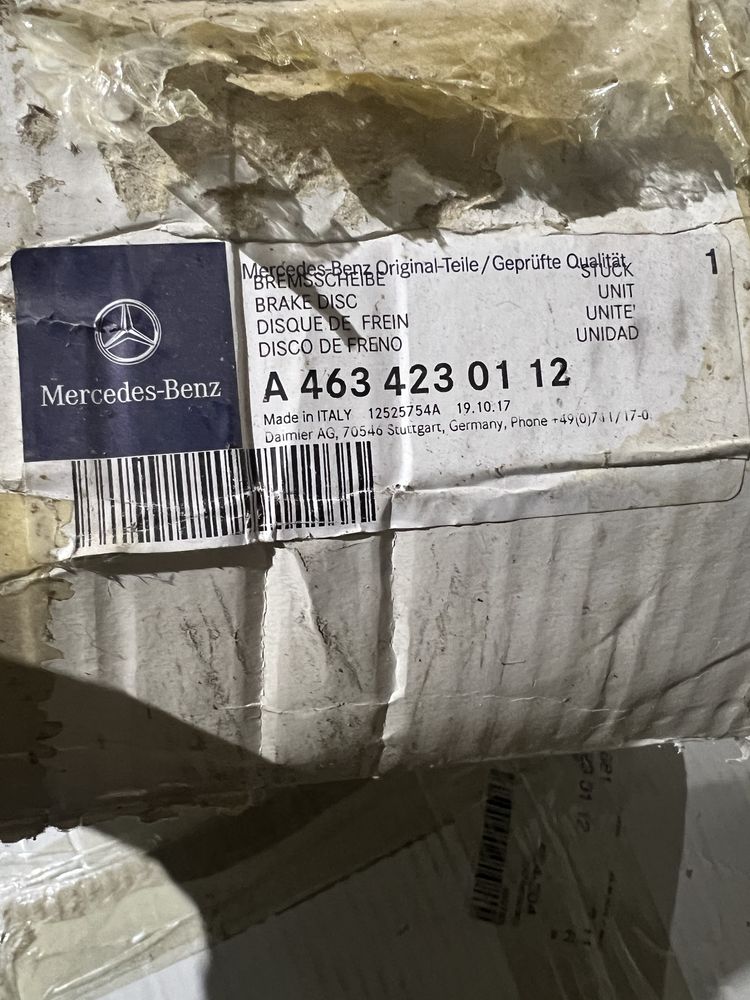 Mercedes-Benz Original-Teile/Geprüfte Qualität
1
BREMSSCHEIBE STÜCK
BRAKE DISC UNIT
DISQUE DE FREIN UNITE'
DISCO DE FRENO UNIDAD
Mercedes-Benz
A 463 423 01 12
Made in ITALY 12525754A 19.10.17
Daimler AG, 70546 Stuttgart, Germany, Phone +49(0)711/17-0
01 12